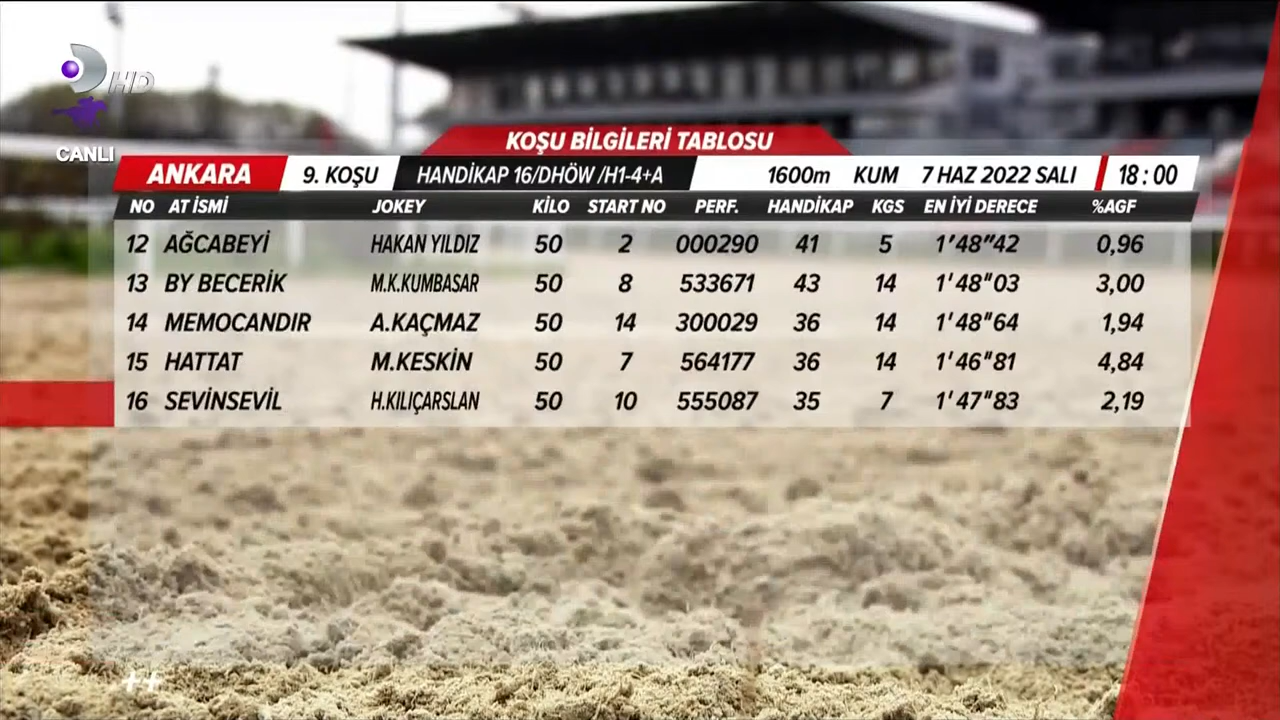 D HD
CANLI
KOŞU BİLGİLERİ TABLOSU
ANKARA 9. KOŞU HANDİKAP 16/DHÖW /H1-4+A 1600m KUM 7 HAZ 2022 SALI 18:00
NO AT İSMİ JOKEY KİLO START NO PERF. HANDİKAP KGS EN İYİ DERECE %AGF
12 AĞCABEYİ HAKAN YILDIZ 50 2 000290 41 5 1'48"42 0,96
13 BY BECERİK M.K.KUMBASAR 50 8 533671 43 14 1'48"03 3,00
14 MEMOCANDIR A.KAÇMAZ 50 14 300029 36 14 1'48"64 1,94
15 HATTAT M.KESKİN 50 7 564177 36 14 1'46"81 4,84
16 SEVİNSEVİL H.KILIÇARSLAN 50 10 555087 35 7 1'47"83 2,19
++